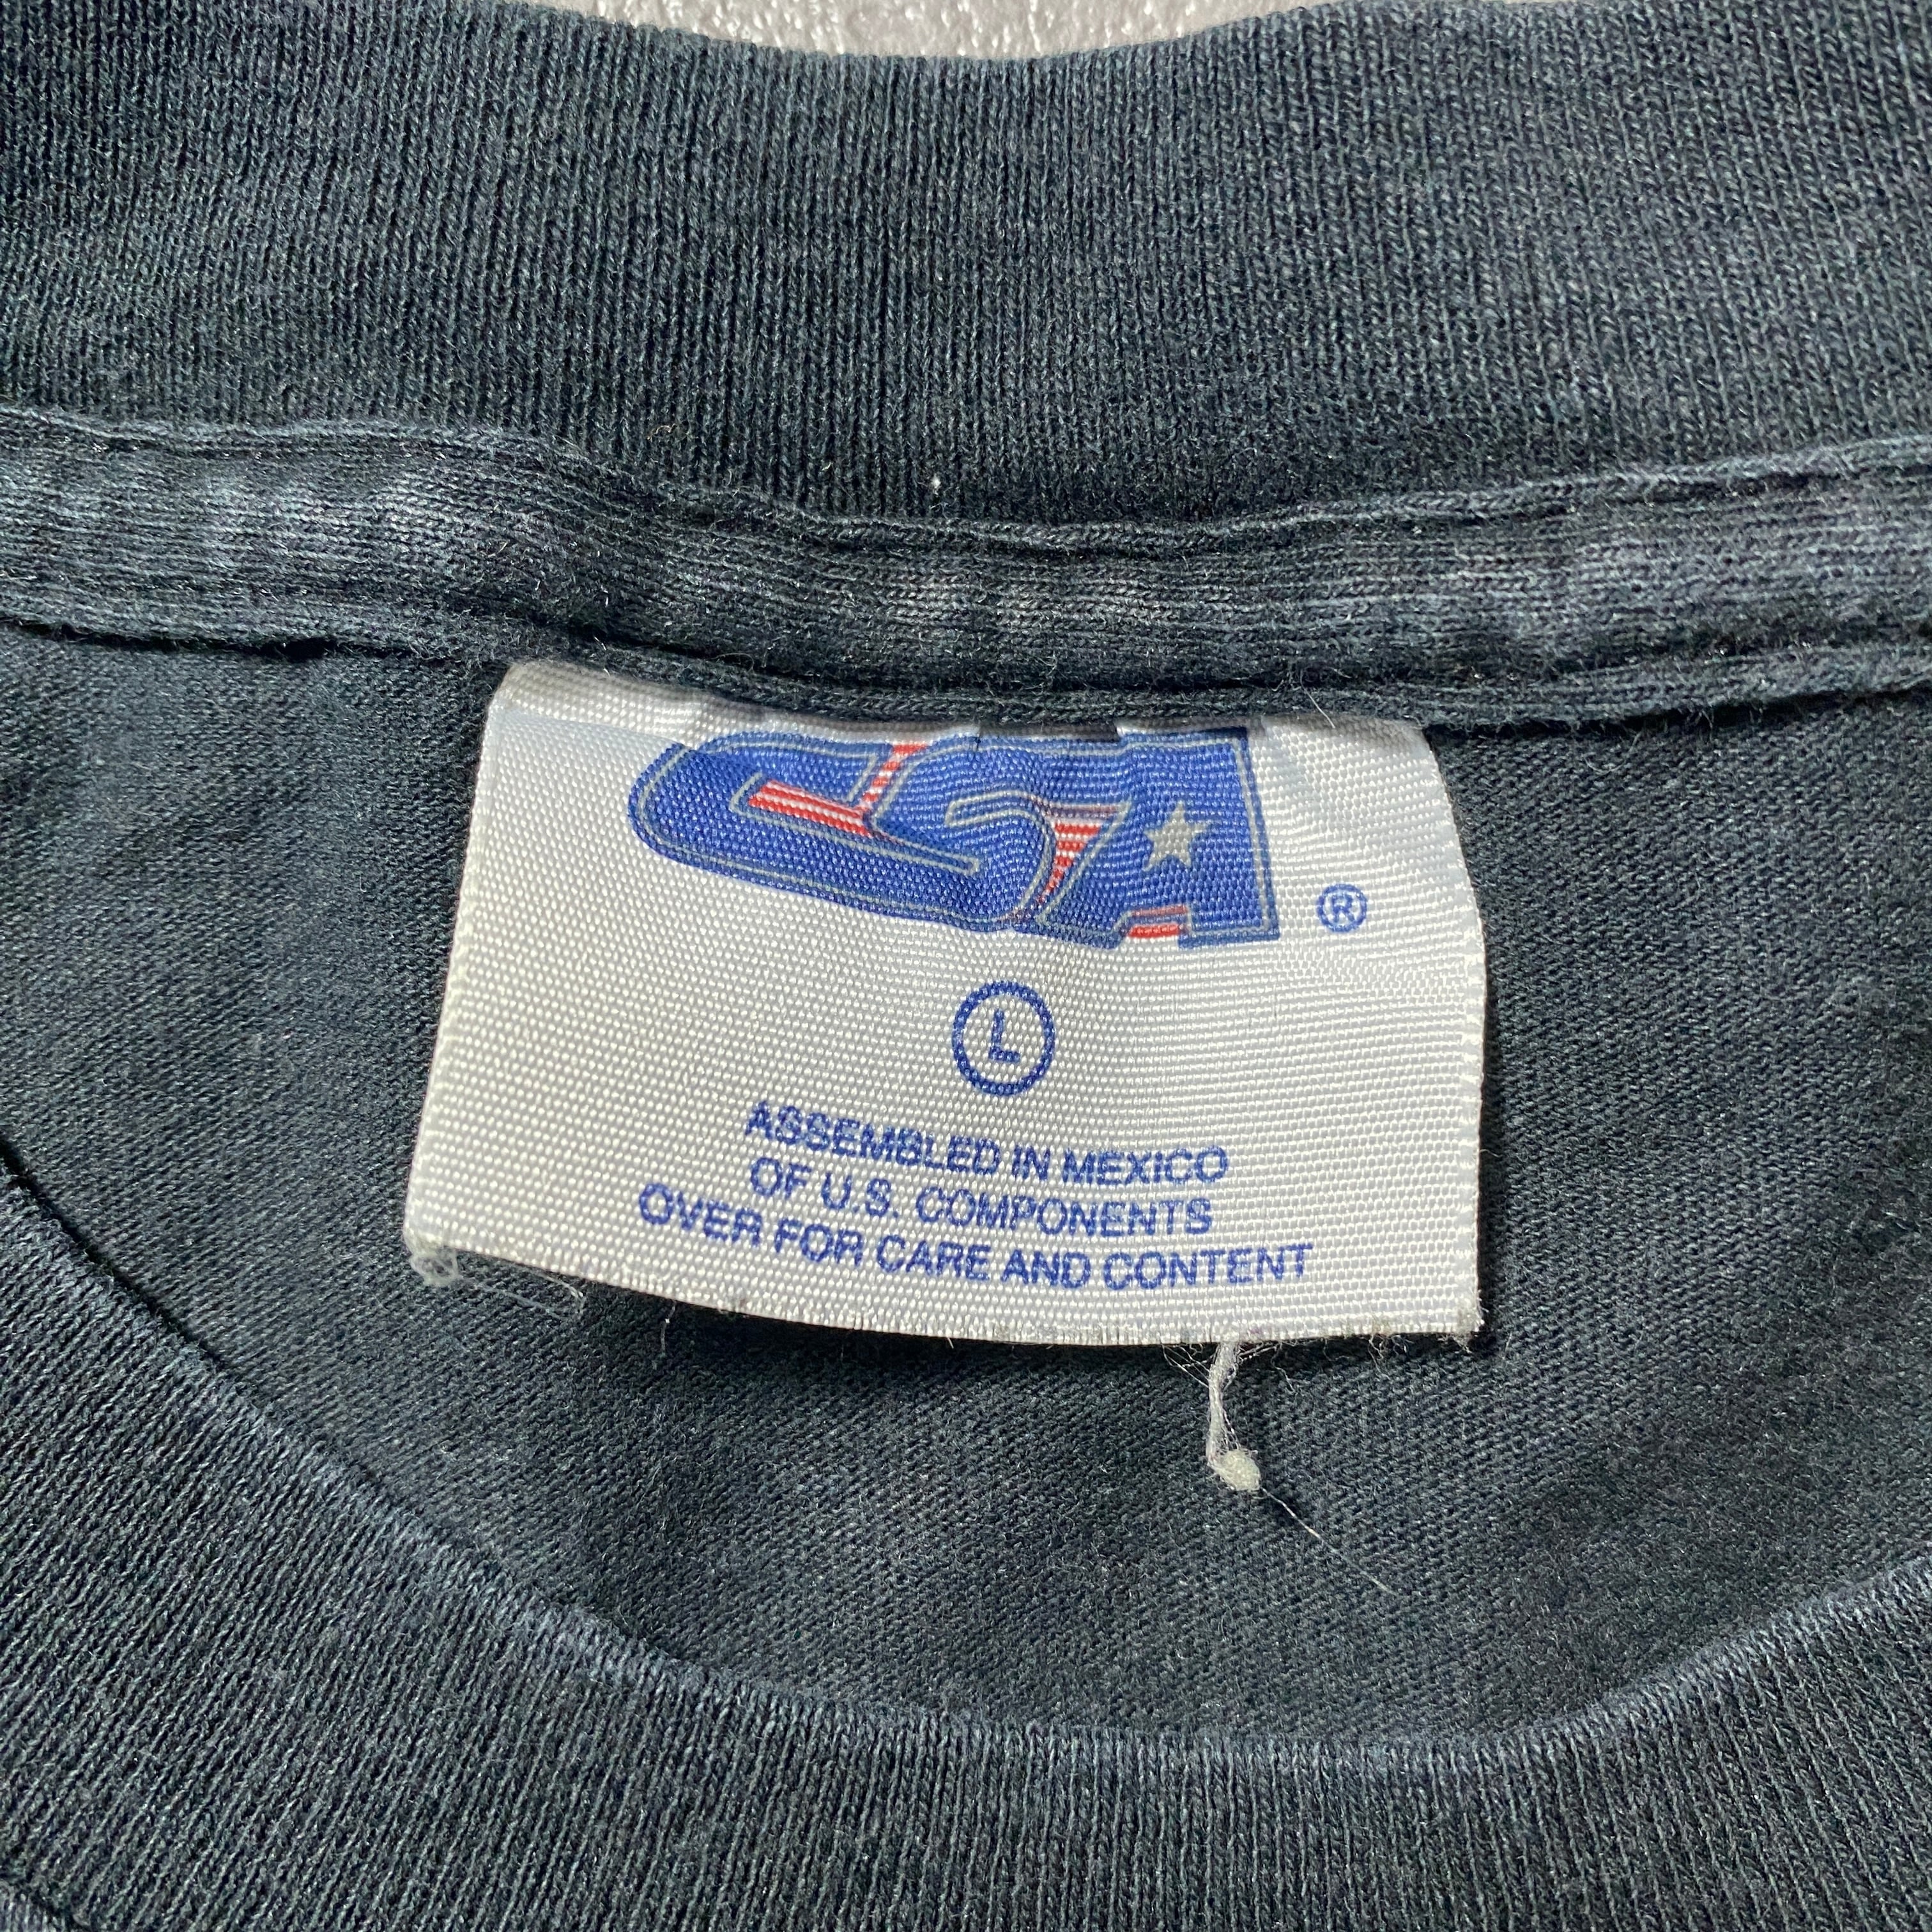 CSA
®
L
ASSEMBLED IN MEXICO
OF U.S. COMPONENTS
OVER FOR CARE AND CONTENT